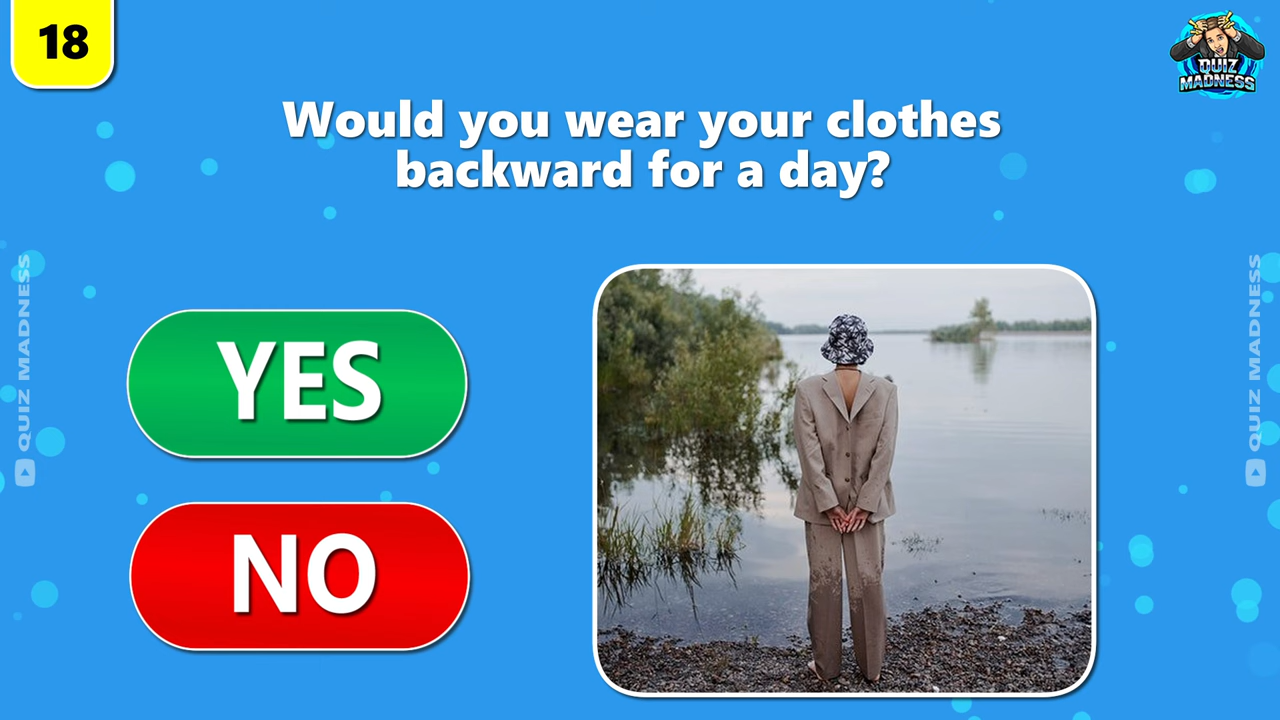 18
QUIZ
MADNESS
Would you wear your clothes
backward for a day?
YES
NO
QUIZ MADNESS
QUIZ MADNESS